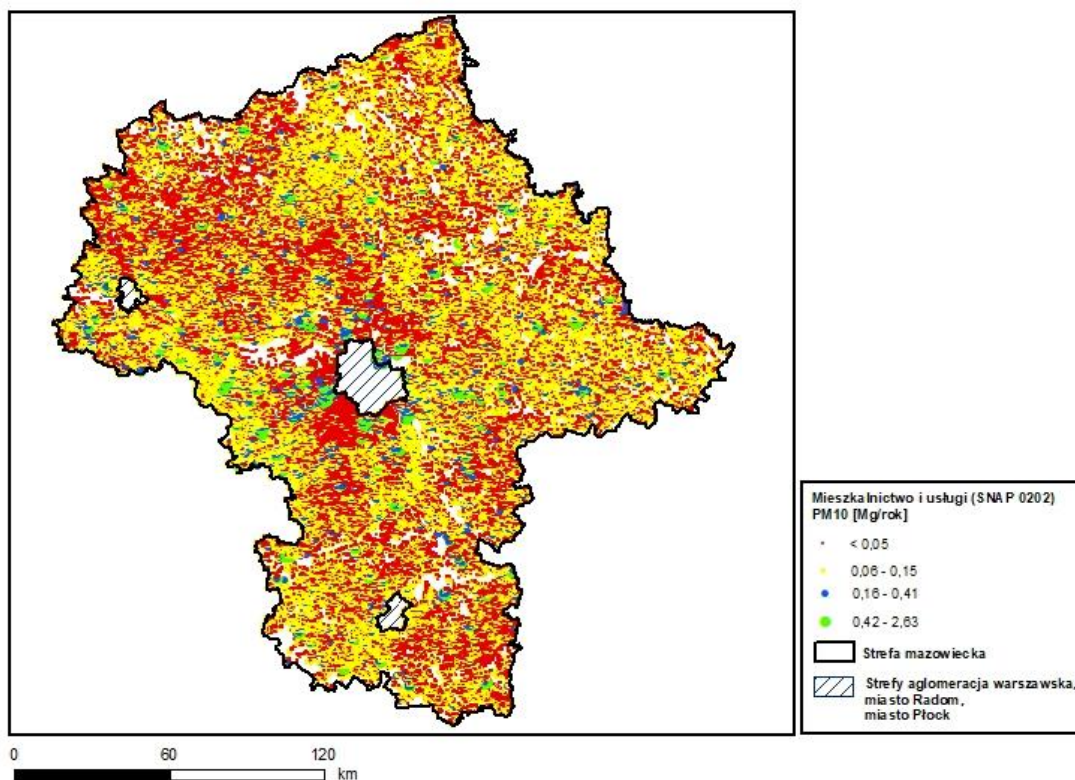 Mieszkalnictwo i usługi (SNAP 0202)
PM10 [Mg/rok]
< 0,05
0,06 - 0,15
0,16 - 0,41
0,42 - 2,63
Strefa mazowiecka
Strefy aglomeracja warszawska,
miasto Radom,
miasto Płock
0 60 120
km